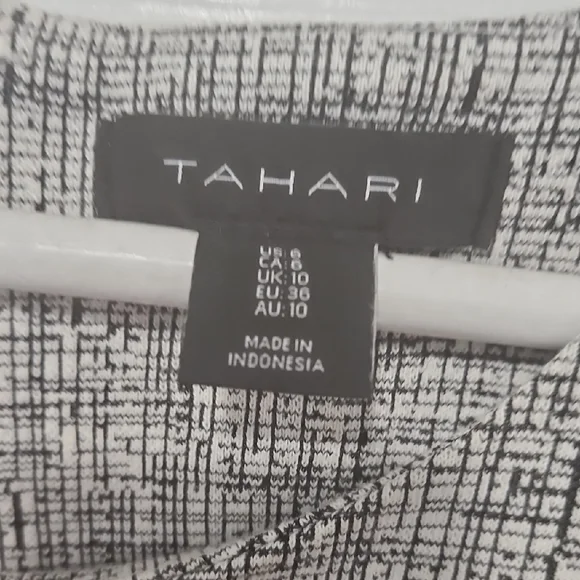 TAHARI
US: 6
CA: 6
UK: 10
EU: 36
AU: 10
MADE IN
INDONESIA